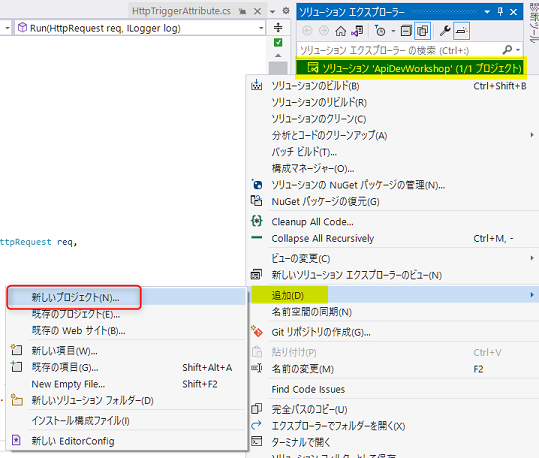 HttpTriggerAttribute.cs
Run(HttpRequest req, ILogger log)
ttpRequest req,
ソリューション エクスプローラー
ソリューション エクスプローラー の検索 (Ctrl+:)
ソリューション 'ApiDevWorkshop' (1/1 プロジェクト)
診断ツール
ソリューションのビルド(B) Ctrl+Shift+B
ソリューションのリビルド(R)
ソリューションのクリーン(C)
分析とコードのクリーンアップ(A)
バッチ ビルド(T)...
構成マネージャー(O)...
ソリューションの NuGet パッケージの管理(N)...
NuGet パッケージの復元(G)
Cleanup All Code...
Collapse All Recursively Ctrl+M, -
ビューの変更(C)
新しいソリューション エクスプローラーのビュー(N)
追加(D)
名前空間の同期(N)
Git リポジトリの作成(G)...
貼り付け(P) Ctrl+V
名前の変更(M) F2
Find Code Issues
完全パスのコピー(U)
エクスプローラーでフォルダーを開く(X)
ターミナルで開く
新しいプロジェクト(N)...
既存のプロジェクト(E)...
既存の Web サイト(B)...
新しい項目(W)...
既存の項目(G)... Shift+Alt+A
New Empty File... Shift+F2
新しいソリューション フォルダー(D)
インストール構成ファイル(I)
新しい EditorConfig